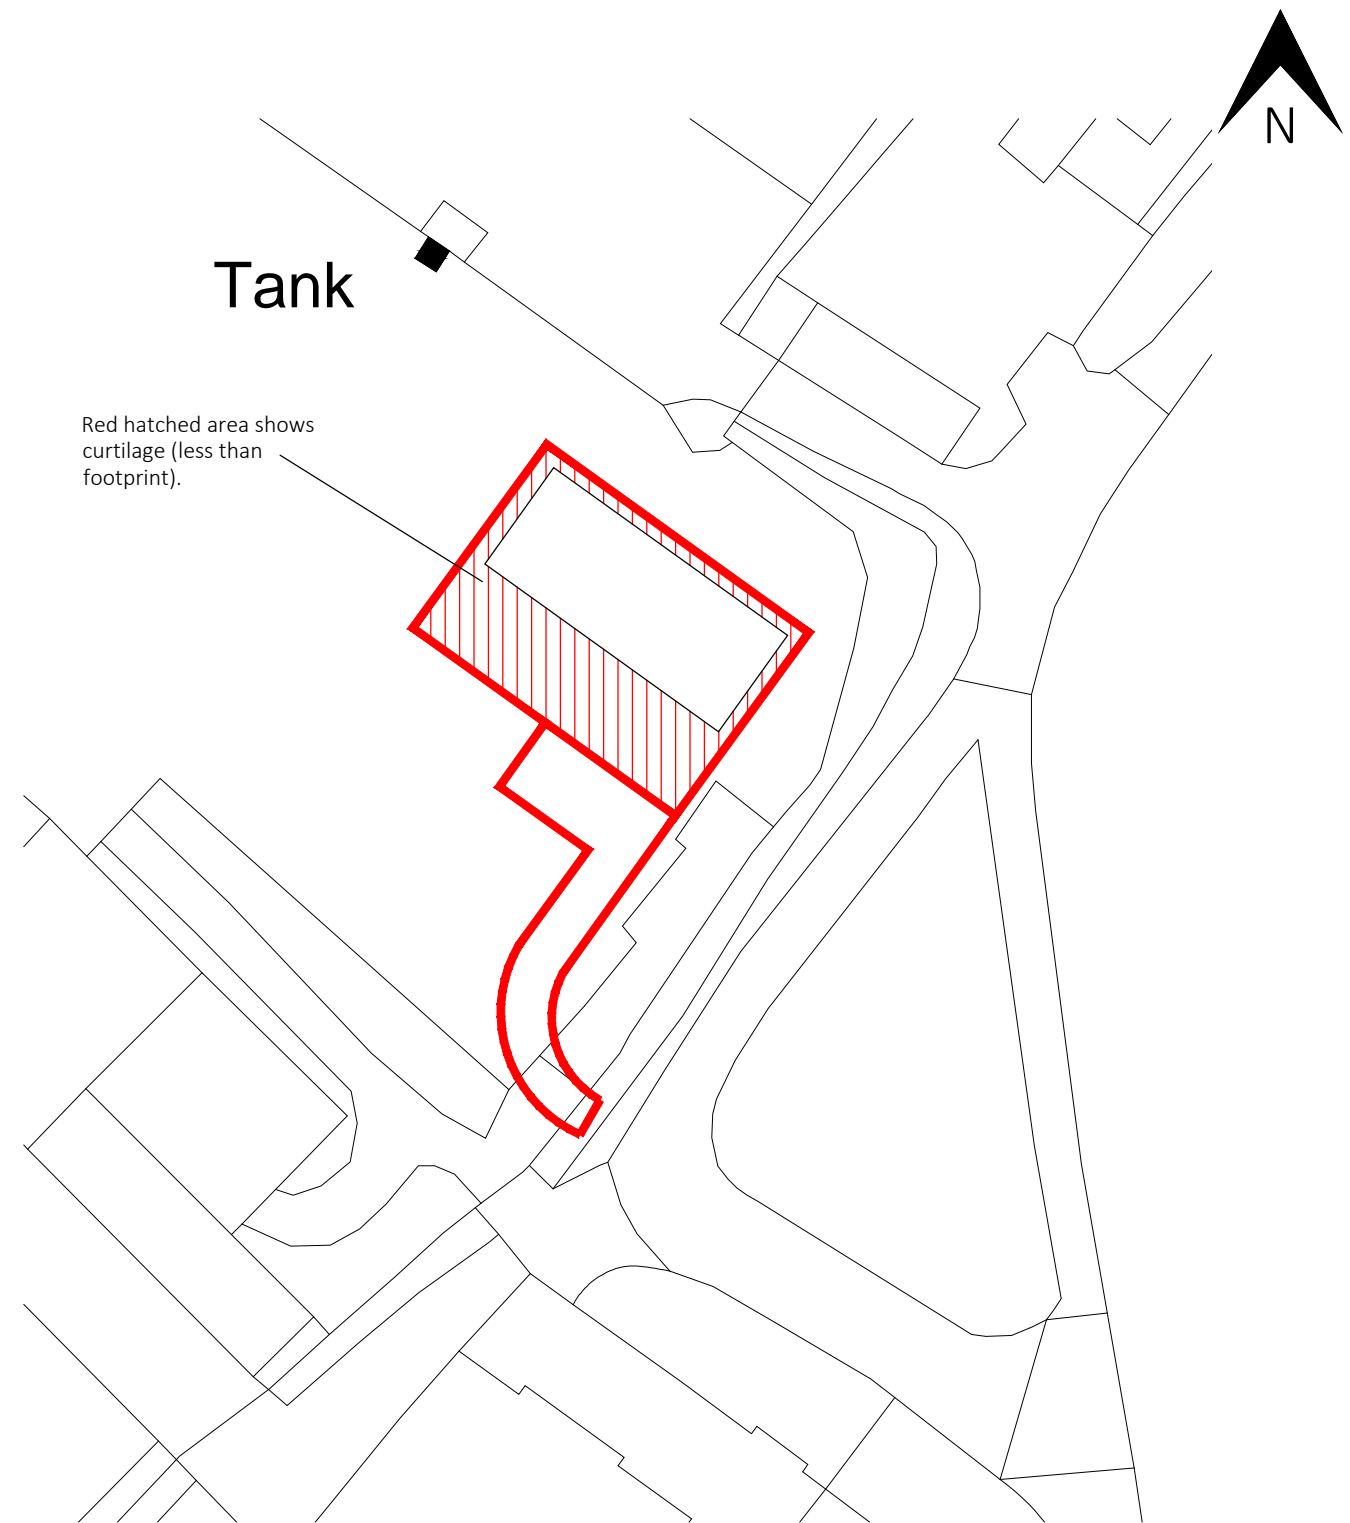 N
Tank
Red hatched area shows
curtilage (less than
footprint).